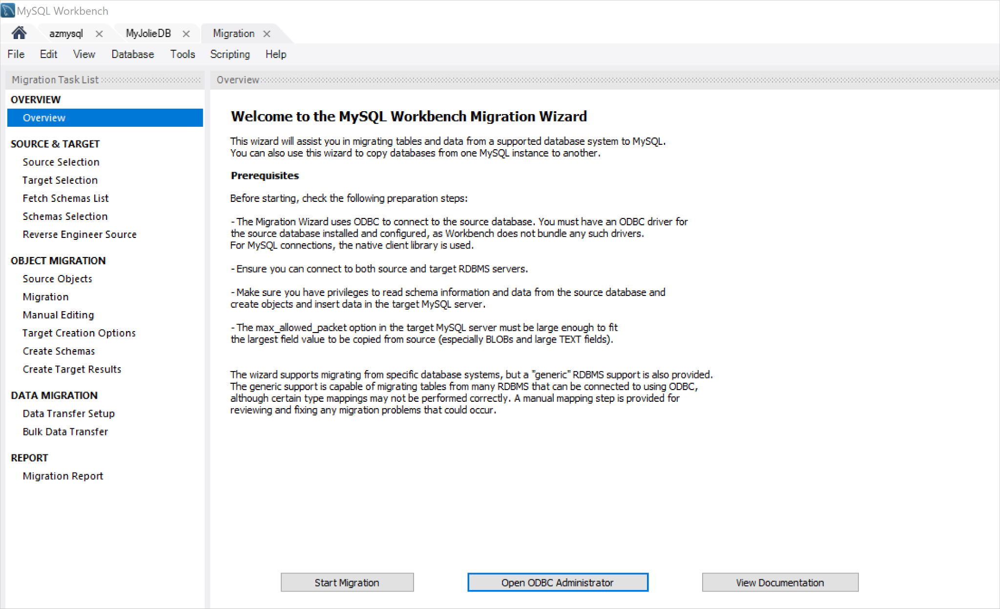 MySQL Workbench
azmysql
MyJolieDB
Migration
File Edit View Database Tools Scripting Help
Migration Task List
OVERVIEW
Overview
SOURCE & TARGET
Source Selection
Target Selection
Fetch Schemas List
Schemas Selection
Reverse Engineer Source
OBJECT MIGRATION
Source Objects
Migration
Manual Editing
Target Creation Options
Create Schemas
Create Target Results
DATA MIGRATION
Data Transfer Setup
Bulk Data Transfer
REPORT
Migration Report
Overview
Welcome to the MySQL Workbench Migration Wizard
This wizard will assist you in migrating tables and data from a supported database system to MySQL.
You can also use this wizard to copy databases from one MySQL instance to another.
Prerequisites
Before starting, check the following preparation steps:
- The Migration Wizard uses ODBC to connect to the source database. You must have an ODBC driver for
the source database installed and configured, as Workbench does not bundle any such drivers.
For MySQL connections, the native client library is used.
- Ensure you can connect to both source and target RDBMS servers.
- Make sure you have privileges to read schema information and data from the source database and
create objects and insert data in the target MySQL server.
- The max_allowed_packet option in the target MySQL server must be large enough to fit
the largest field value to be copied from source (especially BLOBs and large TEXT fields).
The wizard supports migrating from specific database systems, but a "generic" RDBMS support is also provided.
The generic support is capable of migrating tables from many RDBMS that can be connected to using ODBC,
although certain type mappings may not be performed correctly. A manual mapping step is provided for
reviewing and fixing any migration problems that could occur.
Start Migration
Open ODBC Administrator
View Documentation